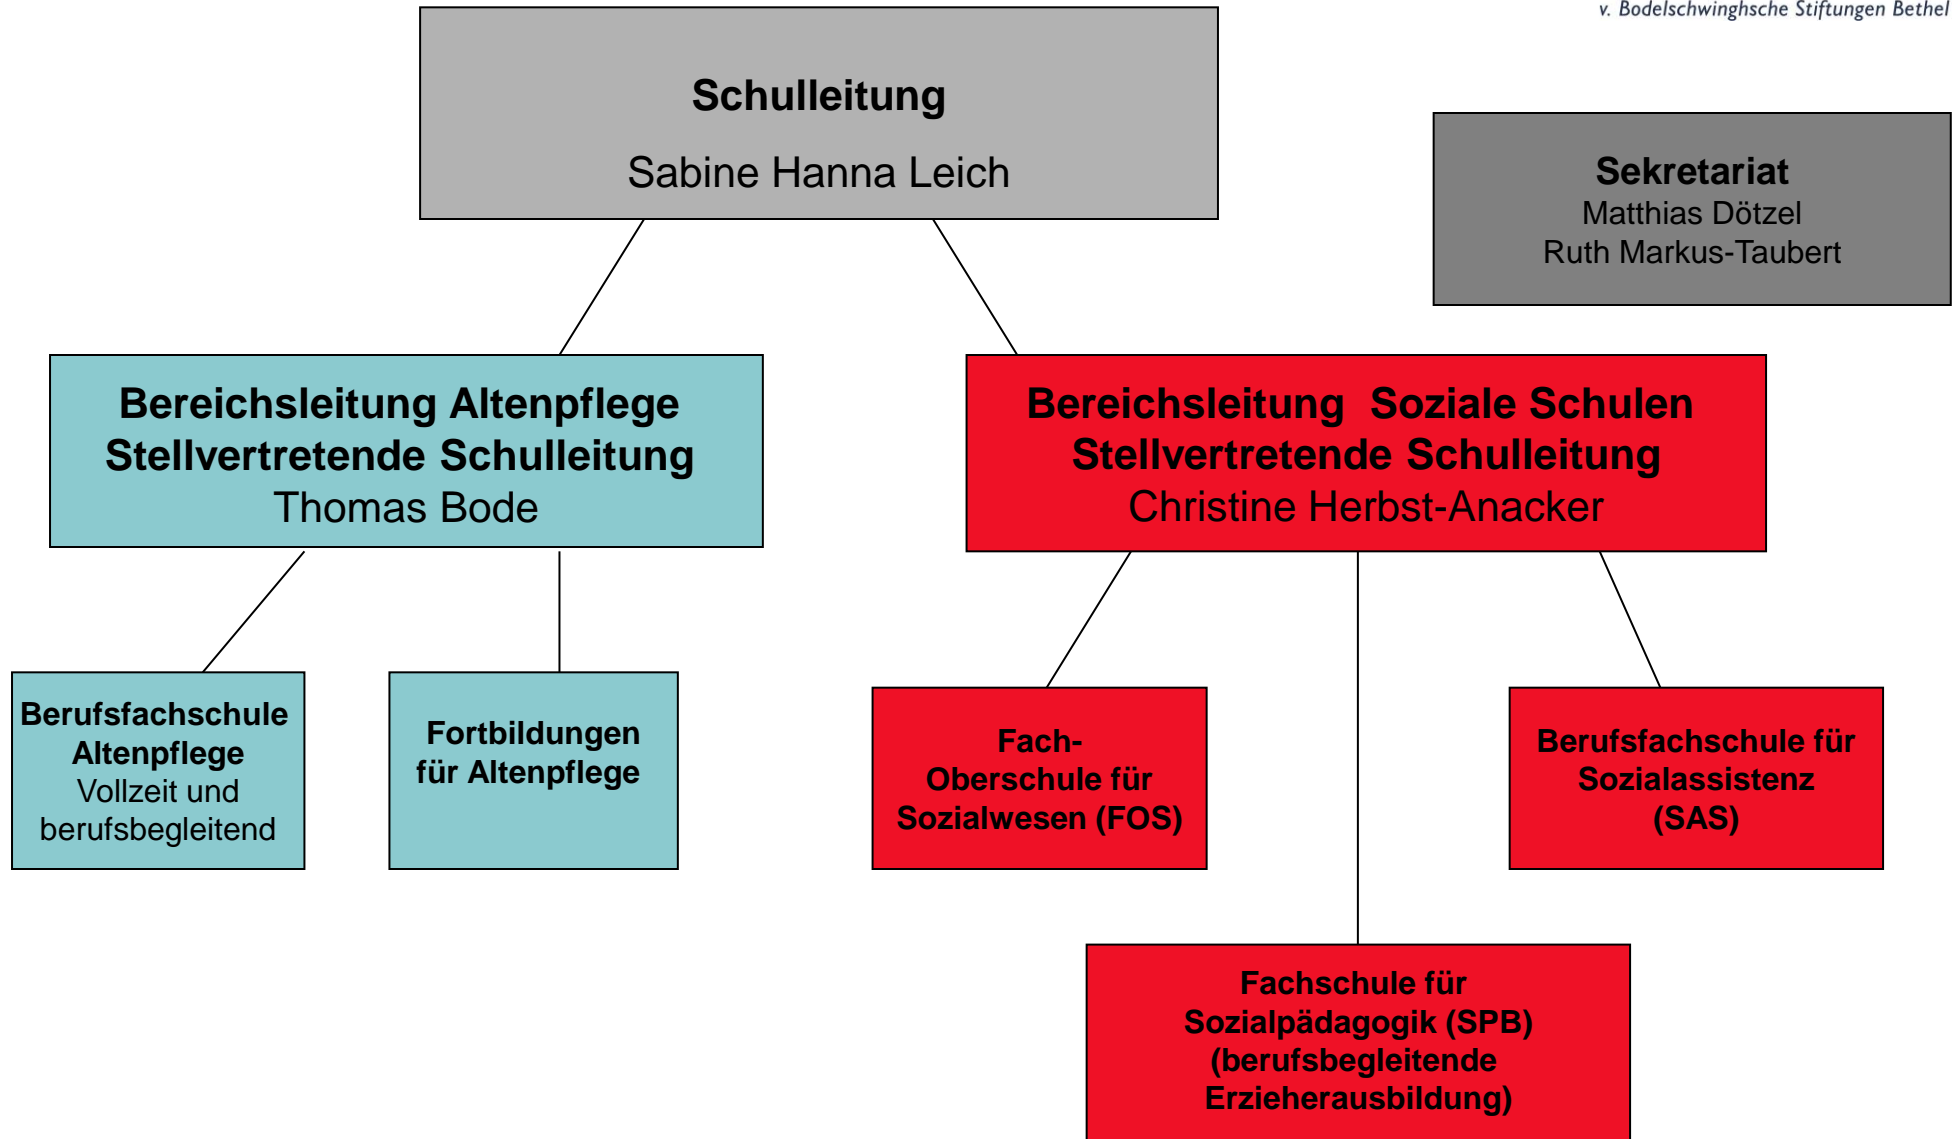 v. Bodelschwinghsche Stiftungen Bethel
Schulleitung
Sabine Hanna Leich
Sekretariat
Matthias Dötzel
Ruth Markus-Taubert
Bereichsleitung Altenpflege
Stellvertretende Schulleitung
Thomas Bode
Bereichsleitung Soziale Schulen
Stellvertretende Schulleitung
Christine Herbst-Anacker
Berufsfachschule
Altenpflege
Vollzeit und
berufsbegleitend
Fortbildungen
für Altenpflege
Fach-
Oberschule für
Sozialwesen (FOS)
Berufsfachschule für
Sozialassistenz
(SAS)
Fachschule für
Sozialpädagogik (SPB)
(berufsbegleitende
Erzieherausbildung)